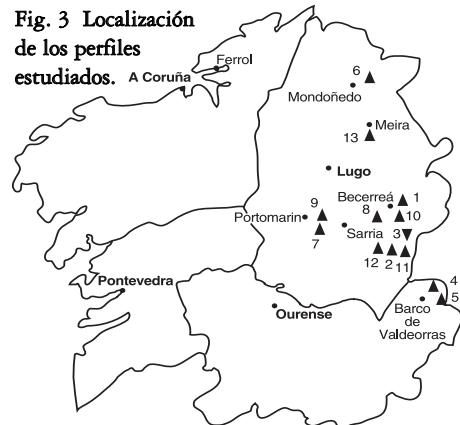 Fig. 3 Localización
de los perfiles
estudiados.
Ferrol
A Coruña
6
Mondoñedo
Meira
13
Lugo
Becerreá
1
9
8
10
Portomarin
3
Sarria
7
12
2
11
4
Pontevedra
5
Ourense
Barco
de
Valdeorras